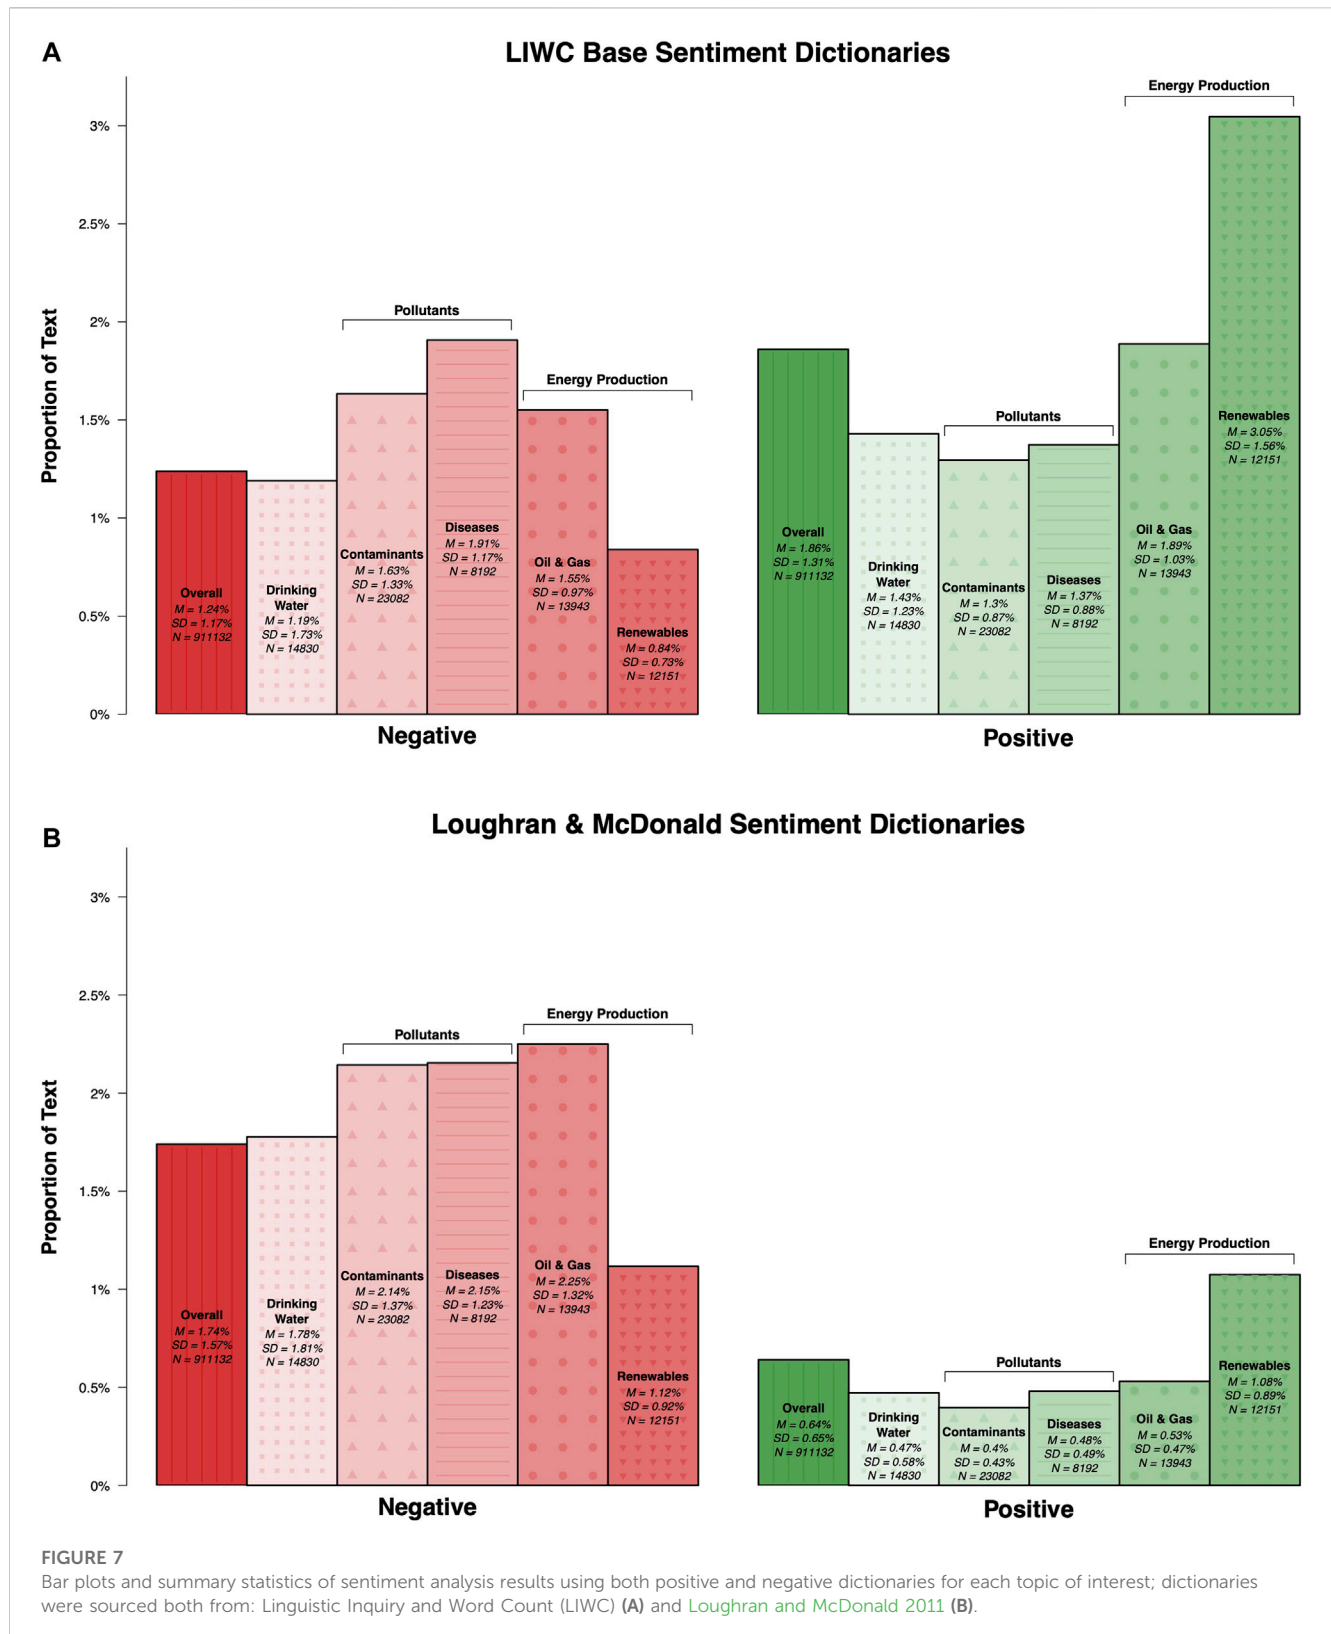 A
LIWC Base Sentiment Dictionaries
Proportion of Text
3%
2.5%
2%
1.5%
1%
0.5%
0%
Pollutants
Energy Production
Overall
M = 1.24%
SD = 1.17%
N = 911132
Drinking
Water
M = 1.19%
SD = 1.73%
N = 14830
Contaminants
M = 1.63%
SD = 1.33%
N = 23082
Diseases
M = 1.91%
SD = 1.17%
N = 8192
Oil & Gas
M = 1.55%
SD = 0.97%
N = 13943
Renewables
M = 0.84%
SD = 0.73%
N = 12151
Negative
Energy Production
Pollutants
Overall
M = 1.86%
SD = 1.31%
N = 911132
Drinking
Water
M = 1.43%
SD = 1.23%
N = 14830
Contaminants
M = 1.3%
SD = 0.87%
N = 23082
Diseases
M = 1.37%
SD = 0.88%
N = 8192
Oil & Gas
M = 1.89%
SD = 1.03%
N = 13943
Renewables
M = 3.05%
SD = 1.56%
N = 12151
Positive
B
Loughran & McDonald Sentiment Dictionaries
Proportion of Text
3%
2.5%
2%
1.5%
1%
0.5%
0%
Energy Production
Pollutants
Overall
M = 1.74%
SD = 1.57%
N = 911132
Drinking
Water
M = 1.78%
SD = 1.81%
N = 14830
Contaminants
M = 2.14%
SD = 1.37%
N = 23082
Diseases
M = 2.15%
SD = 1.23%
N = 8192
Oil & Gas
M = 2.25%
SD = 1.32%
N = 13943
Renewables
M = 1.12%
SD = 0.92%
N = 12151
Negative
Energy Production
Pollutants
Overall
M = 0.64%
SD = 0.65%
N = 911132
Drinking
Water
M = 0.47%
SD = 0.58%
N = 14830
Contaminants
M = 0.4%
SD = 0.43%
N = 23082
Diseases
M = 0.48%
SD = 0.49%
N = 8192
Oil & Gas
M = 0.53%
SD = 0.47%
N = 13943
Renewables
M = 1.08%
SD = 0.89%
N = 12151
Positive
FIGURE 7
Bar plots and summary statistics of sentiment analysis results using both positive and negative dictionaries for each topic of interest; dictionaries
were sourced both from: Linguistic Inquiry and Word Count (LIWC) (A) and Loughran and McDonald 2011 (B).